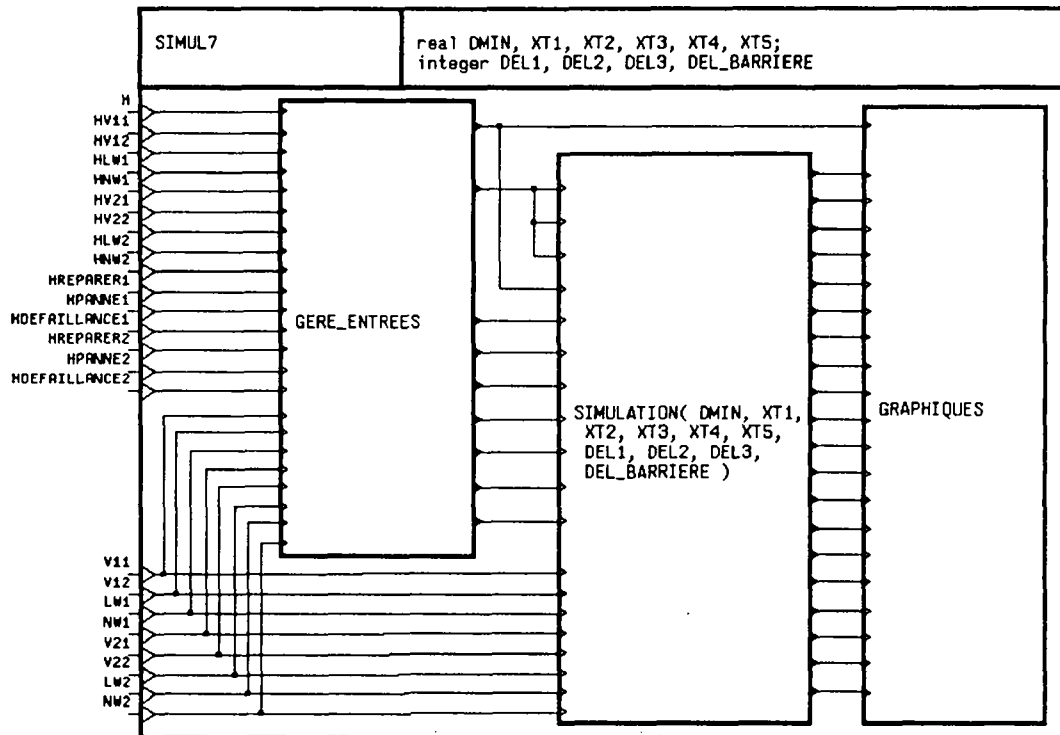 SIMUL7
real DMIN, XT1, XT2, XT3, XT4, XT5;
integer DEL1, DEL2, DEL3, DEL_BARRIERE
H
HV11
HV12
HLW1
HNW1
HV21
HV22
HLW2
HNW2
HREPARER1
HPANNE1
HDEFAILLANCE1
HREPARER2
HPANNE2
HDEFAILLANCE2
GERE_ENTREES
SIMULATION( DMIN, XT1,
XT2, XT3, XT4, XT5,
DEL1, DEL2, DEL3,
DEL_BARRIERE )
GRAPHIQUES
V11
V12
LW1
NW1
V21
V22
LW2
NW2